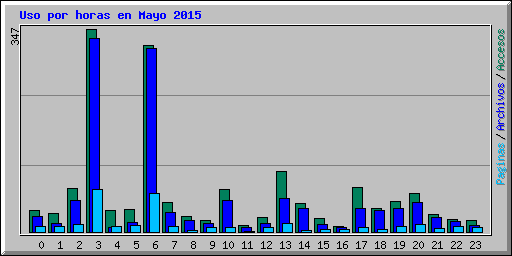 Uso por horas en Mayo 2015
347
Paginas / Archivos / Accesos
0 1 2 3 4 5 6 7 8 9 10 11 12 13 14 15 16 17 18 19 20 21 22 23